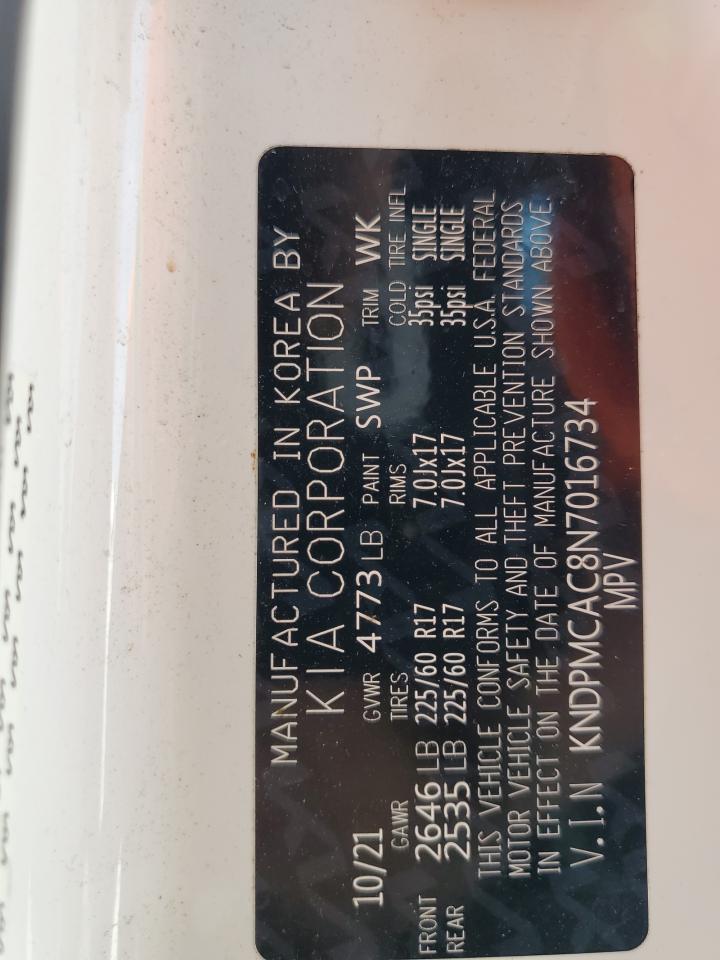 MANUFACTURED IN KOREA BY
KIA CORPORATION
10/21 GVWR 4773 LB PAINT SWP TRIM WK
GAWR TIRES RIMS COLD TIRE INFL
FRONT 2646 LB 225/60 R17 7.0Jx17 35psi SINGLE
REAR 2535 LB 225/60 R17 7.0Jx17 35psi SINGLE
THIS VEHICLE CONFORMS TO ALL APPLICABLE U.S.A. FEDERAL
MOTOR VEHICLE SAFETY AND THEFT PREVENTION STANDARDS
IN EFFECT ON THE DATE OF MANUFACTURE SHOWN ABOVE.
V.I.N KNDPMCAC8N7016734
MPV